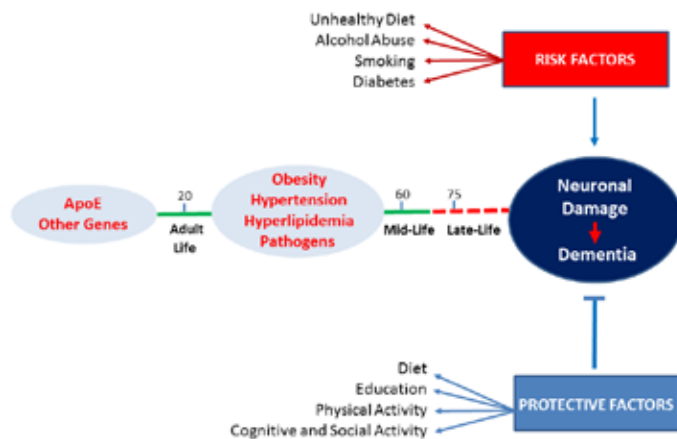 Unhealthy Diet
Alcohol Abuse
Smoking
Diabetes
RISK FACTORS
ApoE
Other Genes
20
Adult
Life
Obesity
Hypertension
Hyperlipidemia
Pathogens
60
75
Mid-Life
Late-Life
Neuronal
Damage
Dementia
Diet
Education
Physical Activity
Cognitive and Social Activity
PROTECTIVE FACTORS